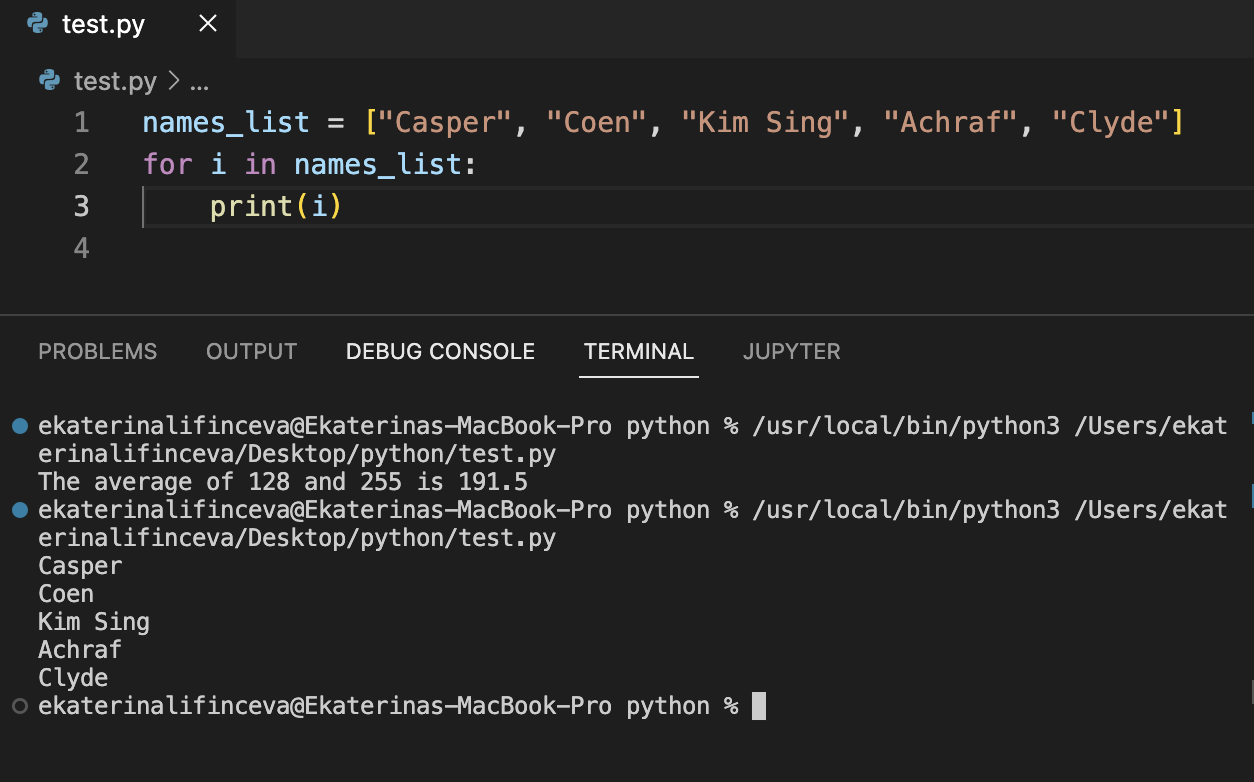 test.py ×
test.py > ...
1 names_list = ["Casper", "Coen", "Kim Sing", "Achraf", "Clyde"]
2 for i in names_list:
3     print(i)
4
PROBLEMS OUTPUT DEBUG CONSOLE TERMINAL JUPYTER
ekaterinalifinceva@Ekaterinas-MacBook-Pro python % /usr/local/bin/python3 /Users/ekat
erinalifinceva/Desktop/python/test.py
The average of 128 and 255 is 191.5
ekaterinalifinceva@Ekaterinas-MacBook-Pro python % /usr/local/bin/python3 /Users/ekat
erinalifinceva/Desktop/python/test.py
Casper
Coen
Kim Sing
Achraf
Clyde
ekaterinalifinceva@Ekaterinas-MacBook-Pro python %